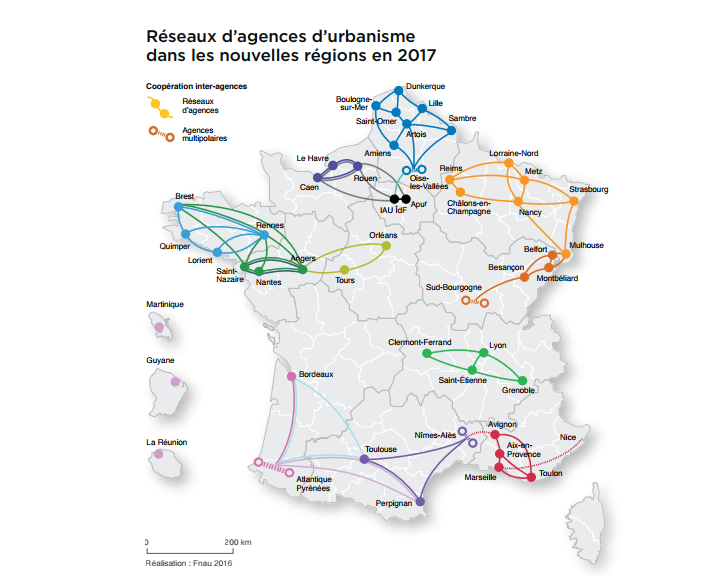 Réseaux d'agences d'urbanisme
dans les nouvelles régions en 2017
Coopération inter-agences
Réseaux
d'agences
Agences
multipolaires
Dunkerque
Boulogne-
sur-Mer
Lille
Saint-Omer
Sambre
Artois
Amiens
Oise-
les-Vallées
Le Havre
Rouen
Caen
IAU ÎdF
Apur
Reims
Lorraine-Nord
Metz
Strasbourg
Châlons-en-
Champagne
Nancy
Mulhouse
Belfort
Besançon
Montbéliard
Sud-Bourgogne
Brest
Rennes
Quimper
Lorient
Saint-
Nazaire
Nantes
Angers
Orléans
Tours
Martinique
Guyane
La Réunion
Clermont-Ferrand
Lyon
Saint-Étienne
Grenoble
Bordeaux
Atlantique
Pyrénées
Toulouse
Perpignan
Nîmes-Alès
Avignon
Aix-en-
Provence
Nice
Marseille
Toulon
0
200 km
Réalisation : Fnau 2016